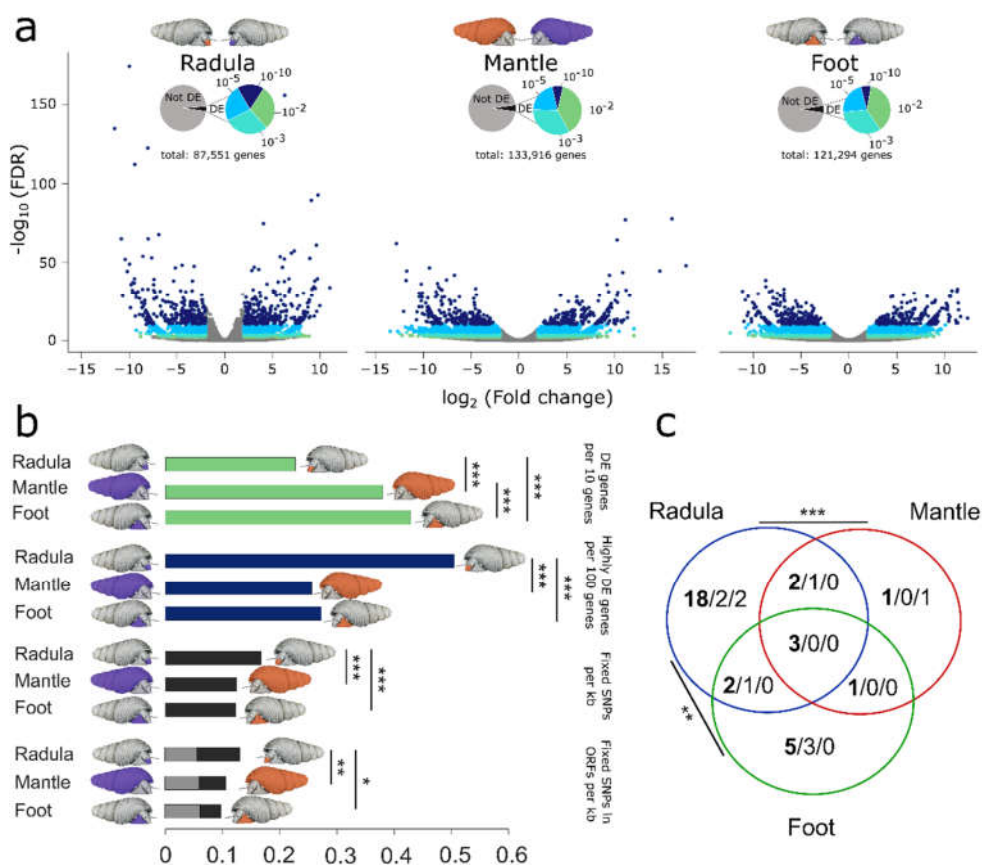 a
Radula
Mantle
Foot
10-5
10-10
Not DE
DE
10-2
10-3
total: 87,551 genes
10-5
10-10
Not DE
DE
10-2
10-3
total: 133,916 genes
10-5
10-10
Not DE
DE
10-2
10-3
total: 121,294 genes
150
100
50
0
-log10 (FDR)
−15 −10 −5 0 5 10
−10 −5 0 5 10 15
−10 −5 0 5 10
log2 (Fold change)
b
Radula
Mantle
Foot
***
***
***
DE genes
per 10 genes
Radula
Mantle
Foot
***
***
Highly DE genes
per 100 genes
Radula
Mantle
Foot
***
***
Fixed SNPs
per kb
Radula
Mantle
Foot
**
*
Fixed SNPs in
ORFs per kb
0 0.1 0.2 0.3 0.4 0.5 0.6
c
Radula
***
Mantle
18/2/2
2/1/0
1/0/1
3/0/0
2/1/0
1/0/0
5/3/0
**
Foot